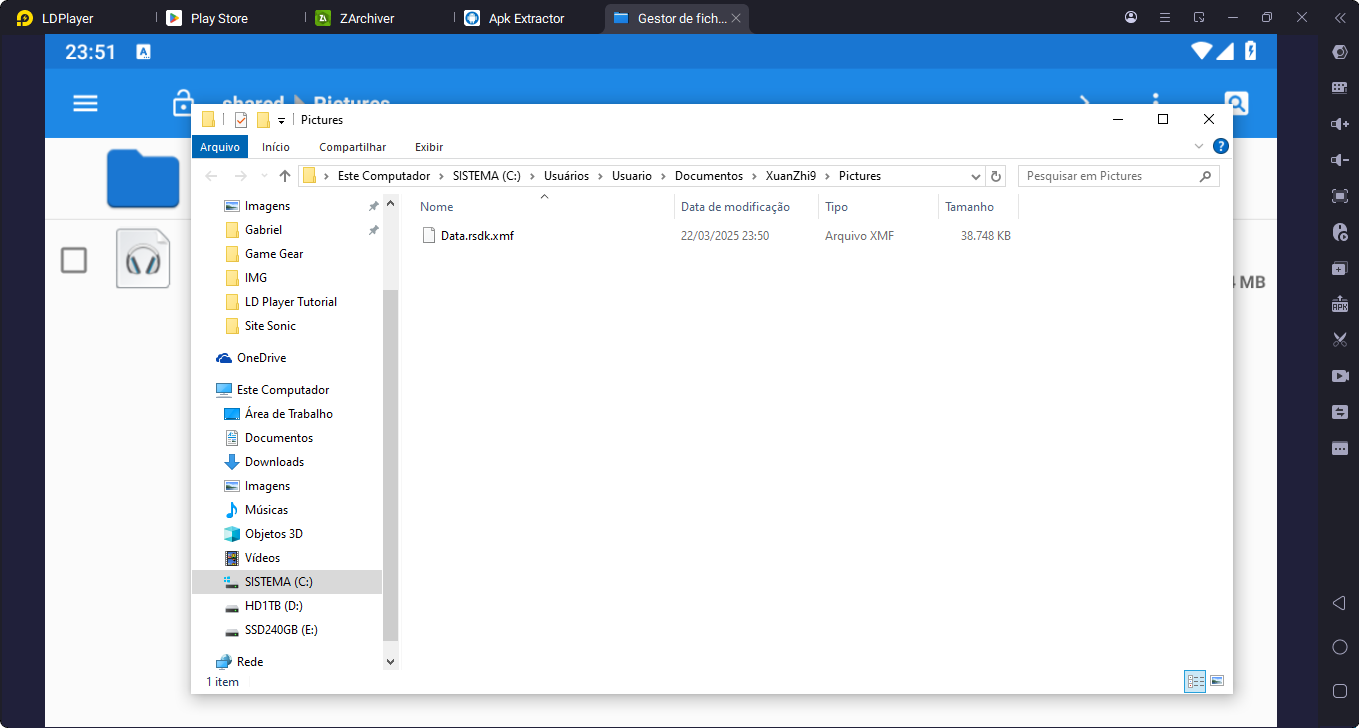 LDPlayer
Play Store
ZArchiver
Apk Extractor
Gestor de fich...
23:51
A
shared Pictures
Pictures
Arquivo Início Compartilhar Exibir
?
Este Computador > SISTEMA (C:) > Usuários > Usuario > Documentos > XuanZhi9 > Pictures
Pesquisar em Pictures
Imagens
Gabriel
Game Gear
IMG
LD Player Tutorial
Site Sonic
OneDrive
Este Computador
Área de Trabalho
Documentos
Downloads
Imagens
Músicas
Objetos 3D
Vídeos
SISTEMA (C:)
HD1TB (D:)
SSD240GB (E:)
Rede
1 item
Nome Data de modificação Tipo Tamanho
Data.rsdk.xmf 22/03/2025 23:50 Arquivo XMF 38.748 KB
MB
APK